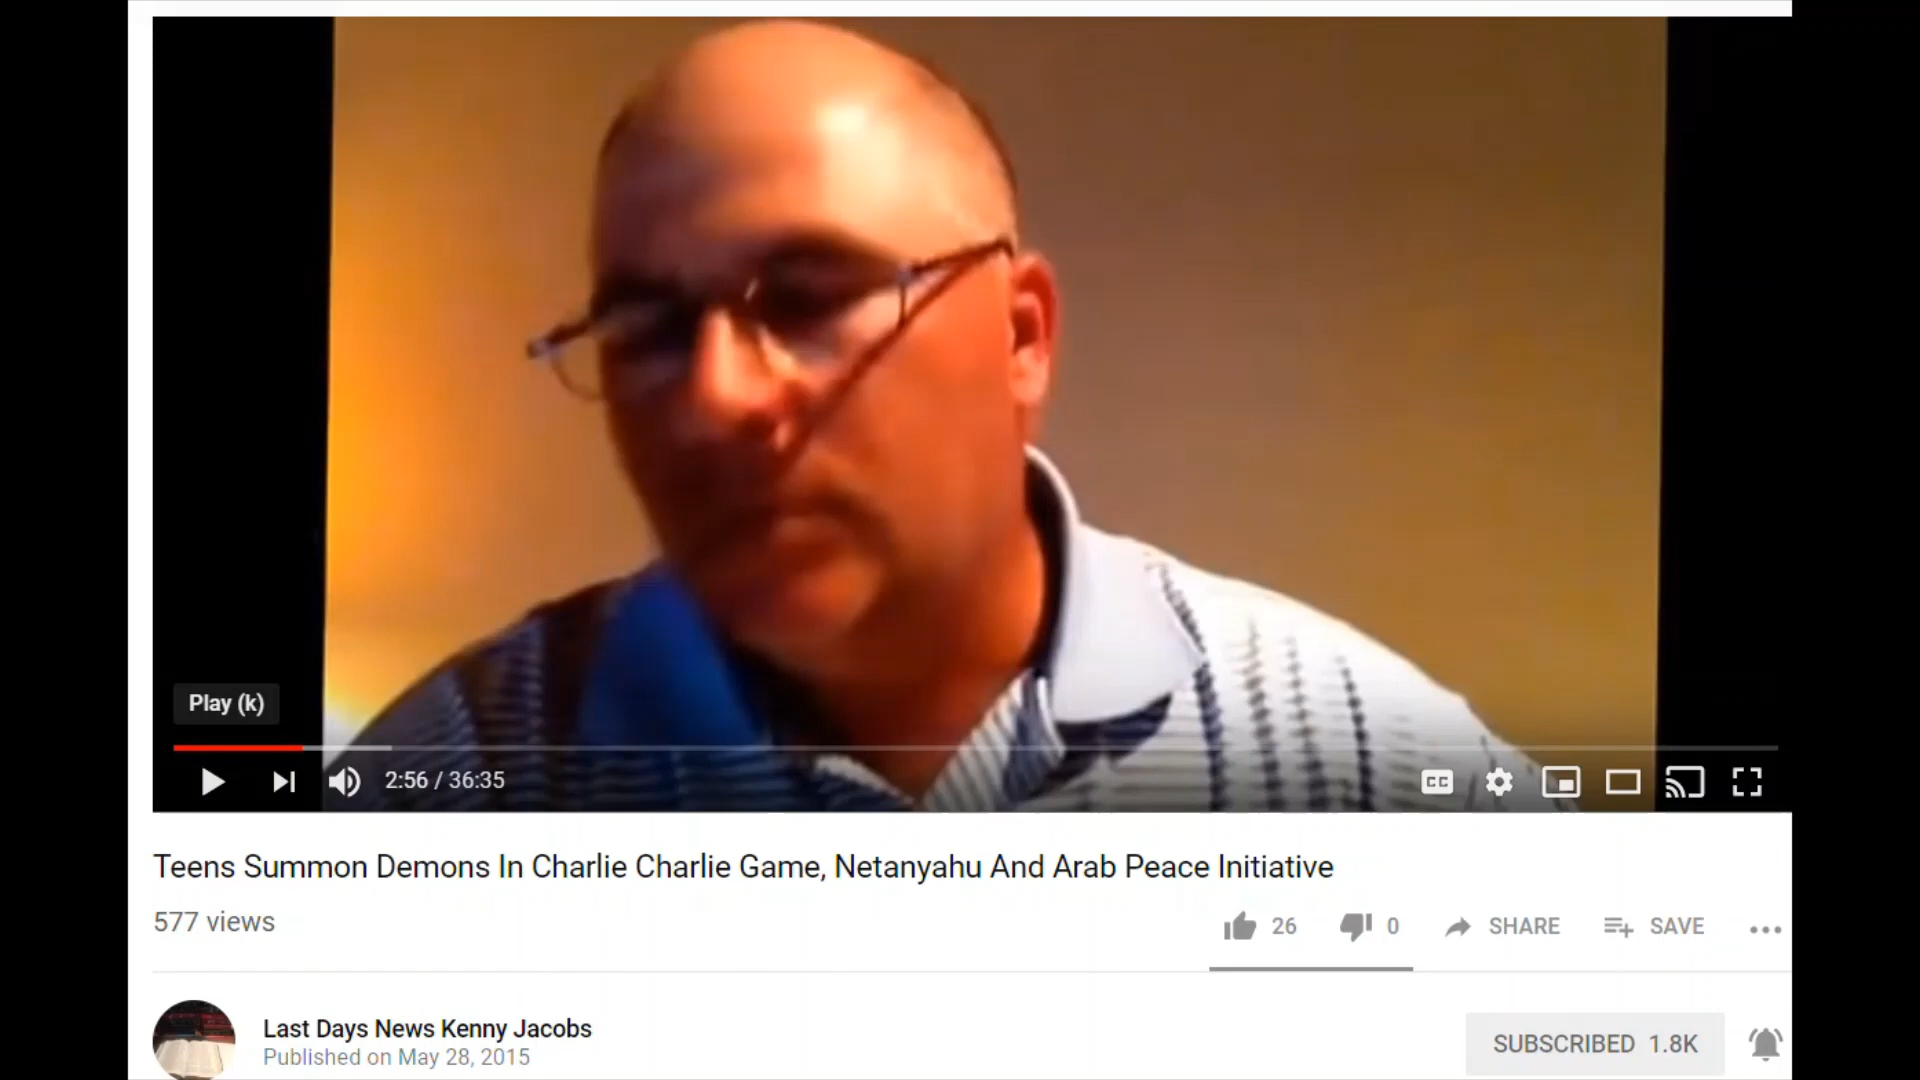 Play (k)
2:56 / 36:35
CC
Teens Summon Demons In Charlie Charlie Game, Netanyahu And Arab Peace Initiative
577 views
26
0
SHARE
SAVE
Last Days News Kenny Jacobs
Published on May 28, 2015
SUBSCRIBED 1.8K